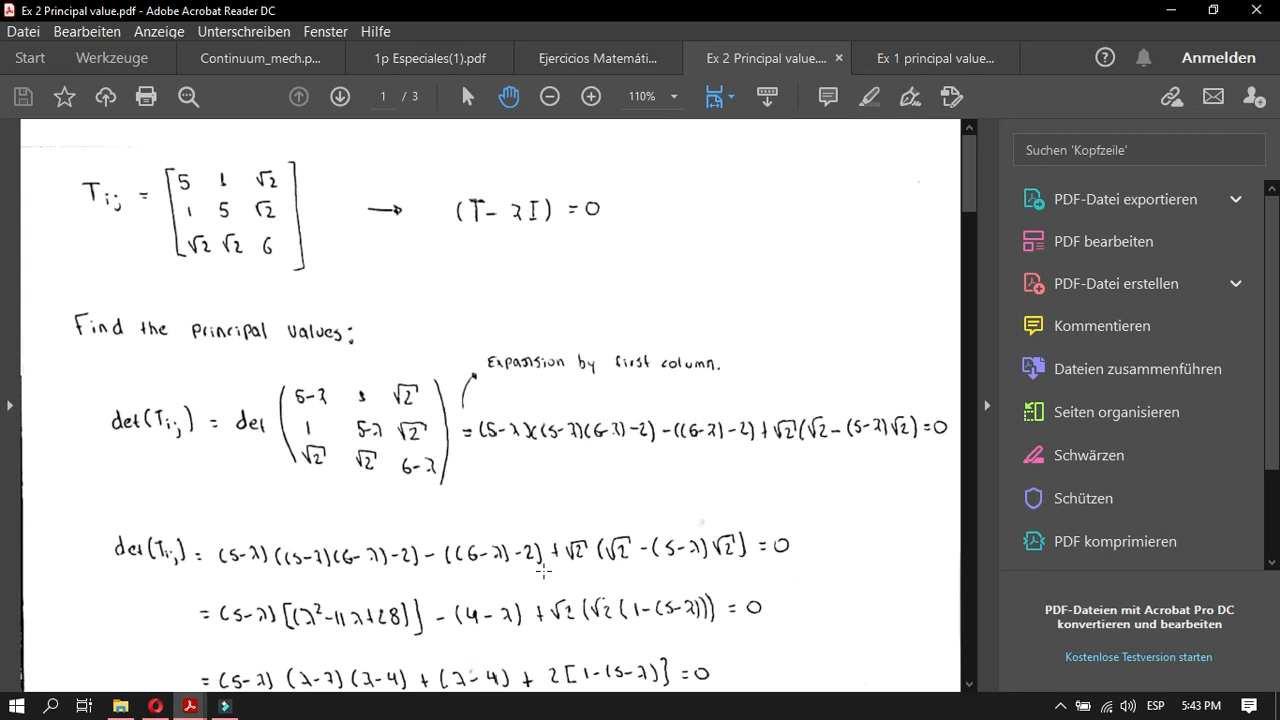 Ex 2 Principal value.pdf - Adobe Acrobat Reader DC
Datei Bearbeiten Anzeige Unterschreiben Fenster Hilfe
Start Werkzeuge Continuum_mech.p... 1p Especiales(1).pdf Ejercicios Matemáti... Ex 2 Principal value.... × Ex 1 principal value... Anmelden
1 / 3 110%
Suchen 'Kopfzeile'
PDF-Datei exportieren
PDF bearbeiten
PDF-Datei erstellen
Kommentieren
Dateien zusammenführen
Seiten organisieren
Schwärzen
Schützen
PDF komprimieren
PDF-Dateien mit Acrobat Pro DC
konvertieren und bearbeiten
Kostenlose Testversion starten
Tij = [5 1 √2
1 5 √2
√2 √2 6] → (T-λI) = 0
Find the principal values:
Expansion by first column.
det(Tij) = det (5-λ 1 √2
1 5-λ √2
√2 √2 6-λ) = (5-λ)((5-λ)(6-λ)-2) - ((6-λ)-2) + √2(√2-(5-λ)√2) = 0
det(Tij) = (5-λ)((5-λ)(6-λ)-2) - ((6-λ)-2) + √2(√2-(5-λ)√2) = 0
= (5-λ)[(λ²-11λ+28)] - (4-λ) + √2(√2(1-(5-λ))) = 0
= (5-λ)(λ-7)(λ-4) + (λ-4) + 2[1-(5-λ)] = 0
ESP 5:43 PM